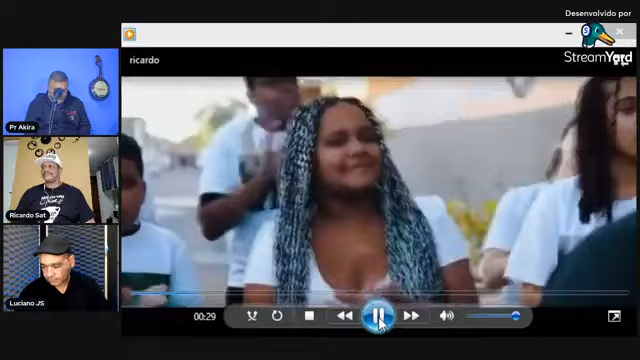 Desenvolvido por
StreamYard
ricardo
Pr Akira
Ricardo Sat
Luciano JS
00:29